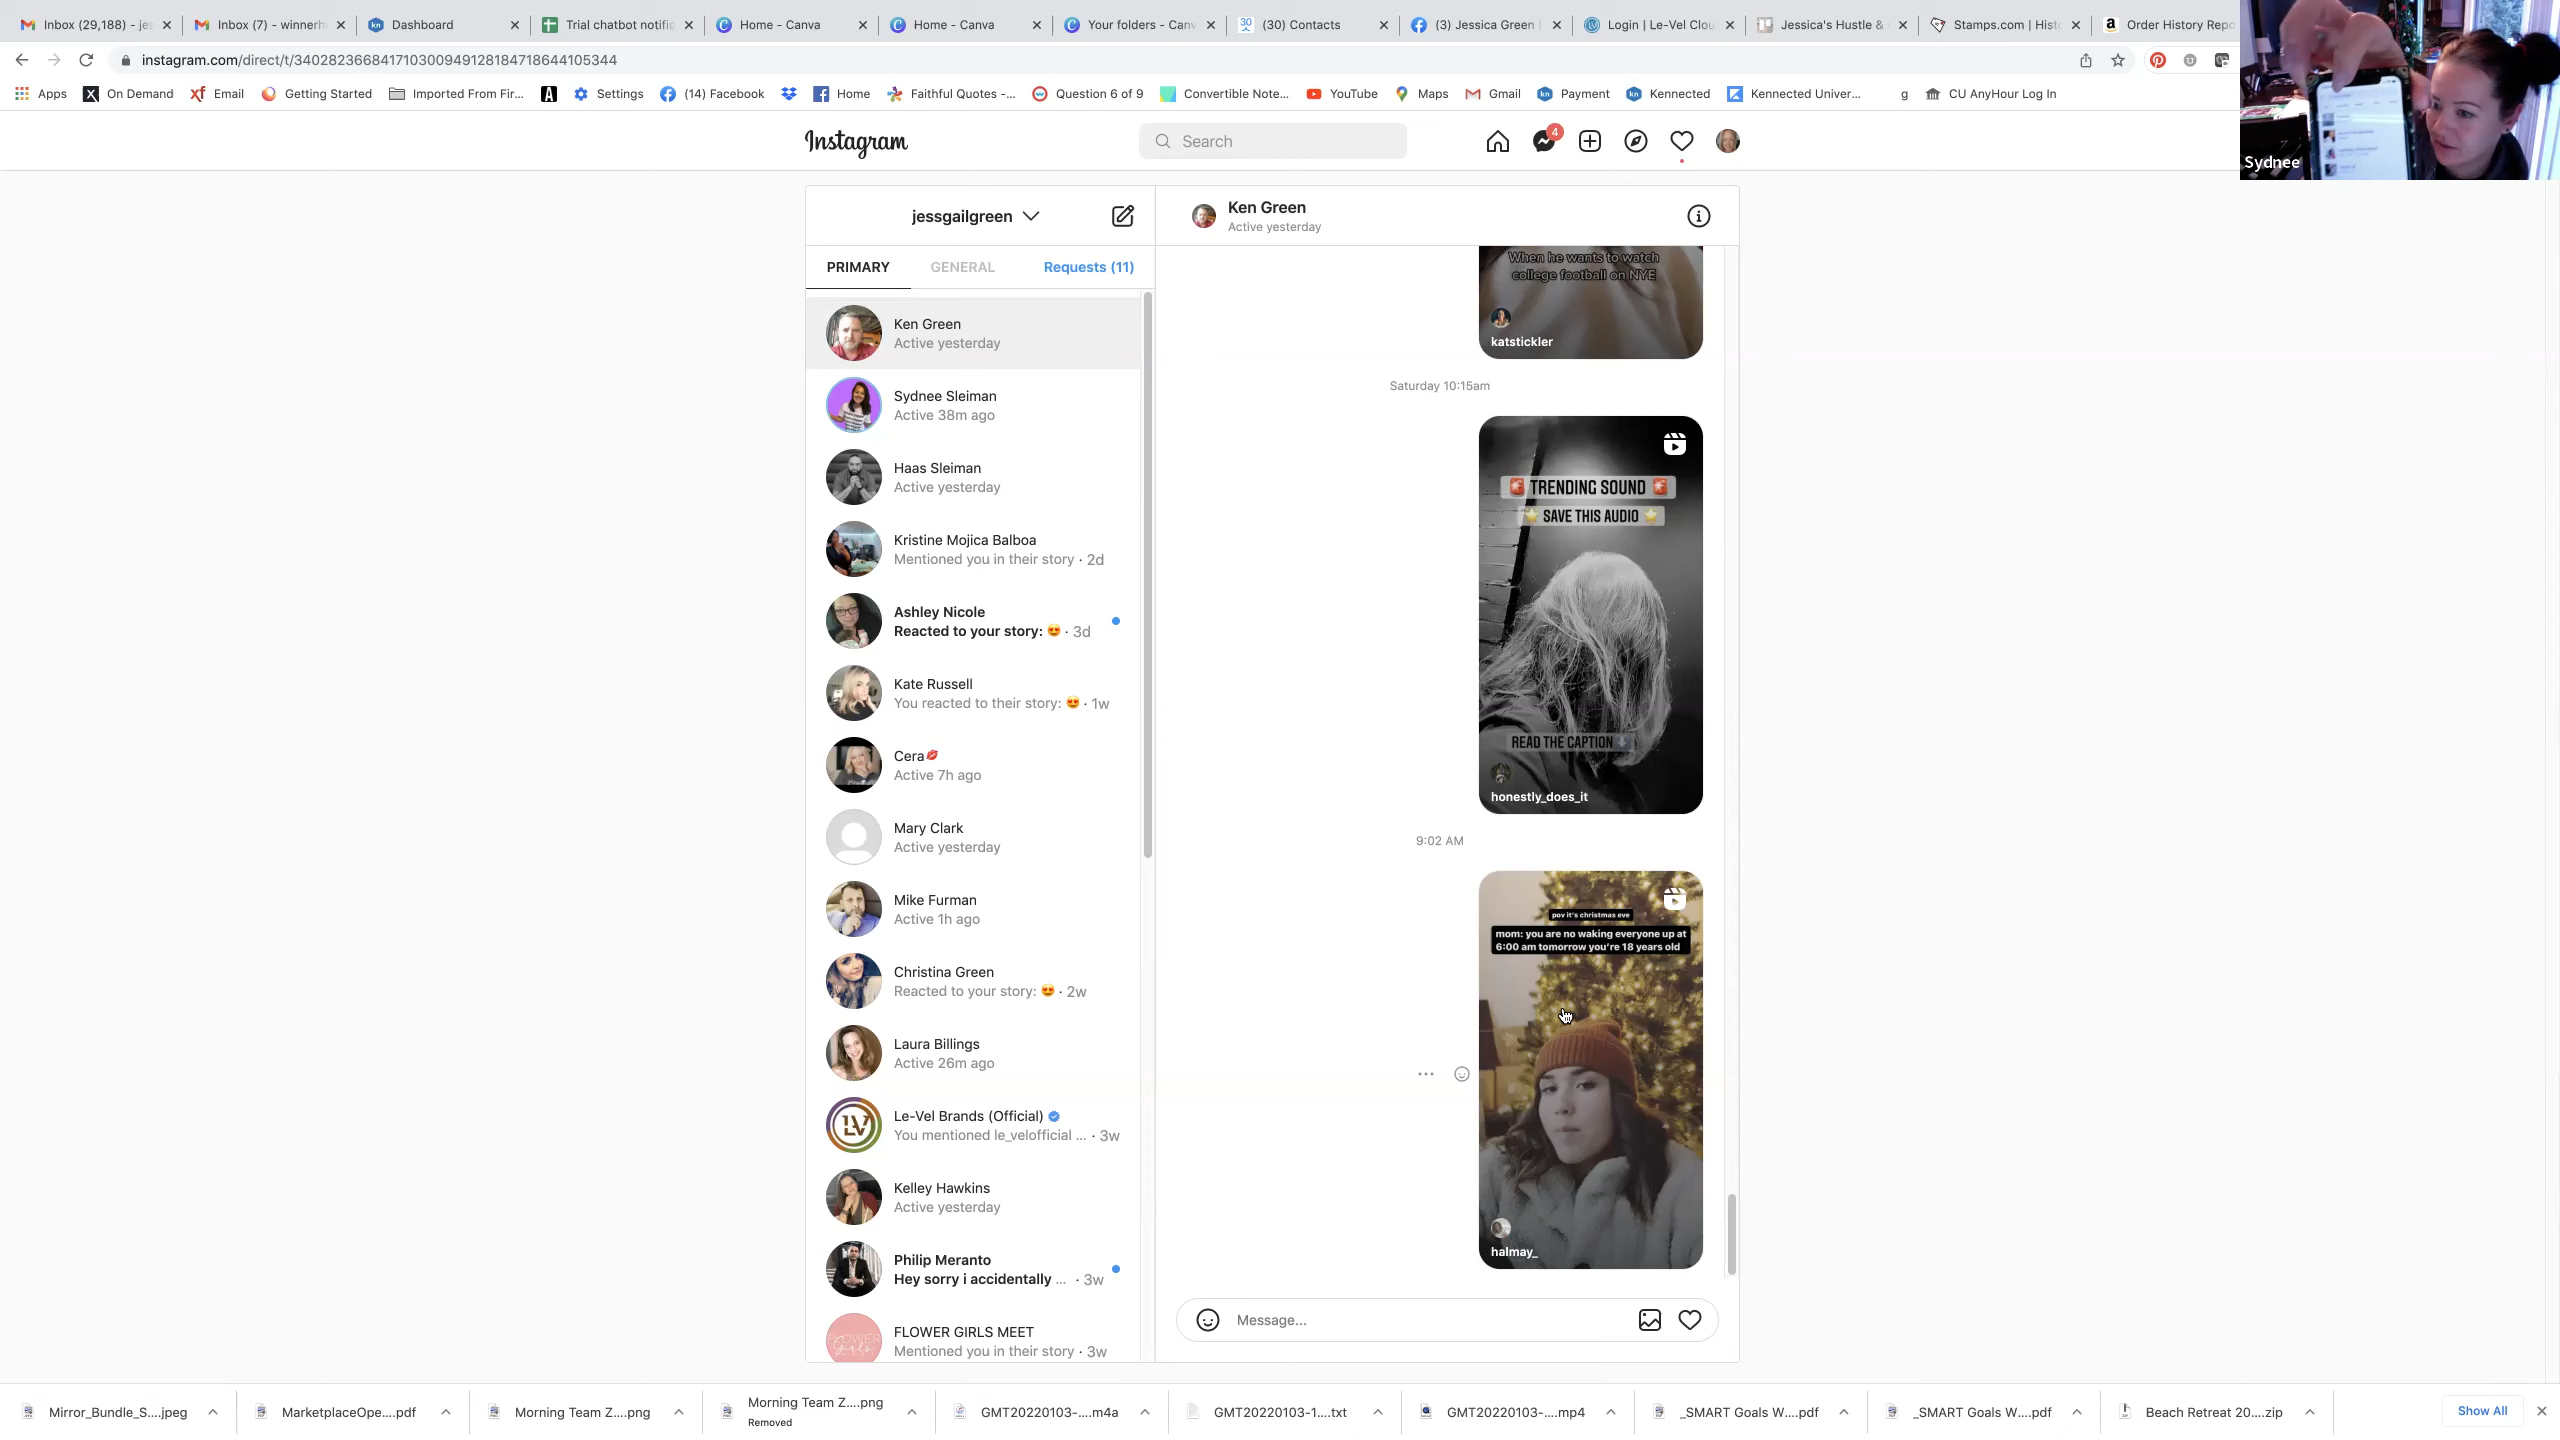 Inbox (29,188) - jes
Inbox (7) - winnerh
Dashboard
Trial chatbot notific
Home - Canva
Home - Canva
Your folders - Canv
(30) Contacts
(3) Jessica Green |
Login | Le-Vel Clou
Jessica's Hustle &
Stamps.com | Hist
Order History Repo
instagram.com/direct/t/340282366841710300949128184718644105344
Apps
On Demand
Email
Getting Started
Imported From Fir...
Settings
(14) Facebook
Home
Faithful Quotes -...
Question 6 of 9
Convertible Note...
YouTube
Maps
Gmail
Payment
Kennected
Kennected Univer...
g
CU AnyHour Log In
Sydnee
Instagram
Search
4
jessgailgreen
Ken Green
Active yesterday
PRIMARY
GENERAL
Requests (11)
Ken Green
Active yesterday
Sydnee Sleiman
Active 38m ago
Haas Sleiman
Active yesterday
Kristine Mojica Balboa
Mentioned you in their story · 2d
Ashley Nicole
Reacted to your story: 😍 · 3d
Kate Russell
You reacted to their story: 😍 · 1w
Cera💋
Active 7h ago
Mary Clark
Active yesterday
Mike Furman
Active 1h ago
Christina Green
Reacted to your story: 😍 · 2w
Laura Billings
Active 26m ago
LV
Le-Vel Brands (Official)
You mentioned le_velofficial ... · 3w
Kelley Hawkins
Active yesterday
Philip Meranto
Hey sorry i accidentally ... · 3w
FLOWER GIRLS MEET
Mentioned you in their story · 3w
When he wants to watch
college football on NYE
katstickler
Saturday 10:15am
🚨 TRENDING SOUND 🚨
⭐ SAVE THIS AUDIO ⭐
READ THE CAPTION
honestly_does_it
9:02 AM
pov it's christmas eve
mom: you are no waking everyone up at
6:00 am tomorrow you're 18 years old
halmay_
Message...
Mirror_Bundle_S....jpeg
MarketplaceOpe....pdf
Morning Team Z....png
Morning Team Z....png
Removed
GMT20220103-....m4a
GMT20220103-1....txt
GMT20220103-....mp4
_SMART Goals W....pdf
_SMART Goals W....pdf
Beach Retreat 20....zip
Show All